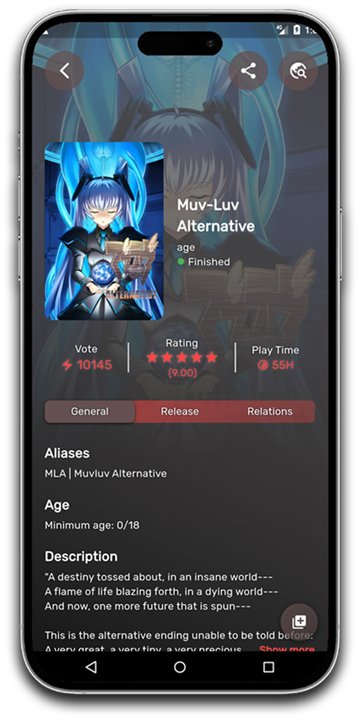 Muv-Luv
Alternative
age
Finished
Vote
10145
Rating
(9.00)
Play Time
55H
General
Release
Relations
Aliases
MLA | Muvluv Alternative
Age
Minimum age: 0/18
Description
"A destiny tossed about, in an insane world---
A flame of life blazing forth, in a dying world---
And now, one more future that is spun---
This is the alternative ending unable to be told before:
A very great, a very tiny, a very precious
Show more